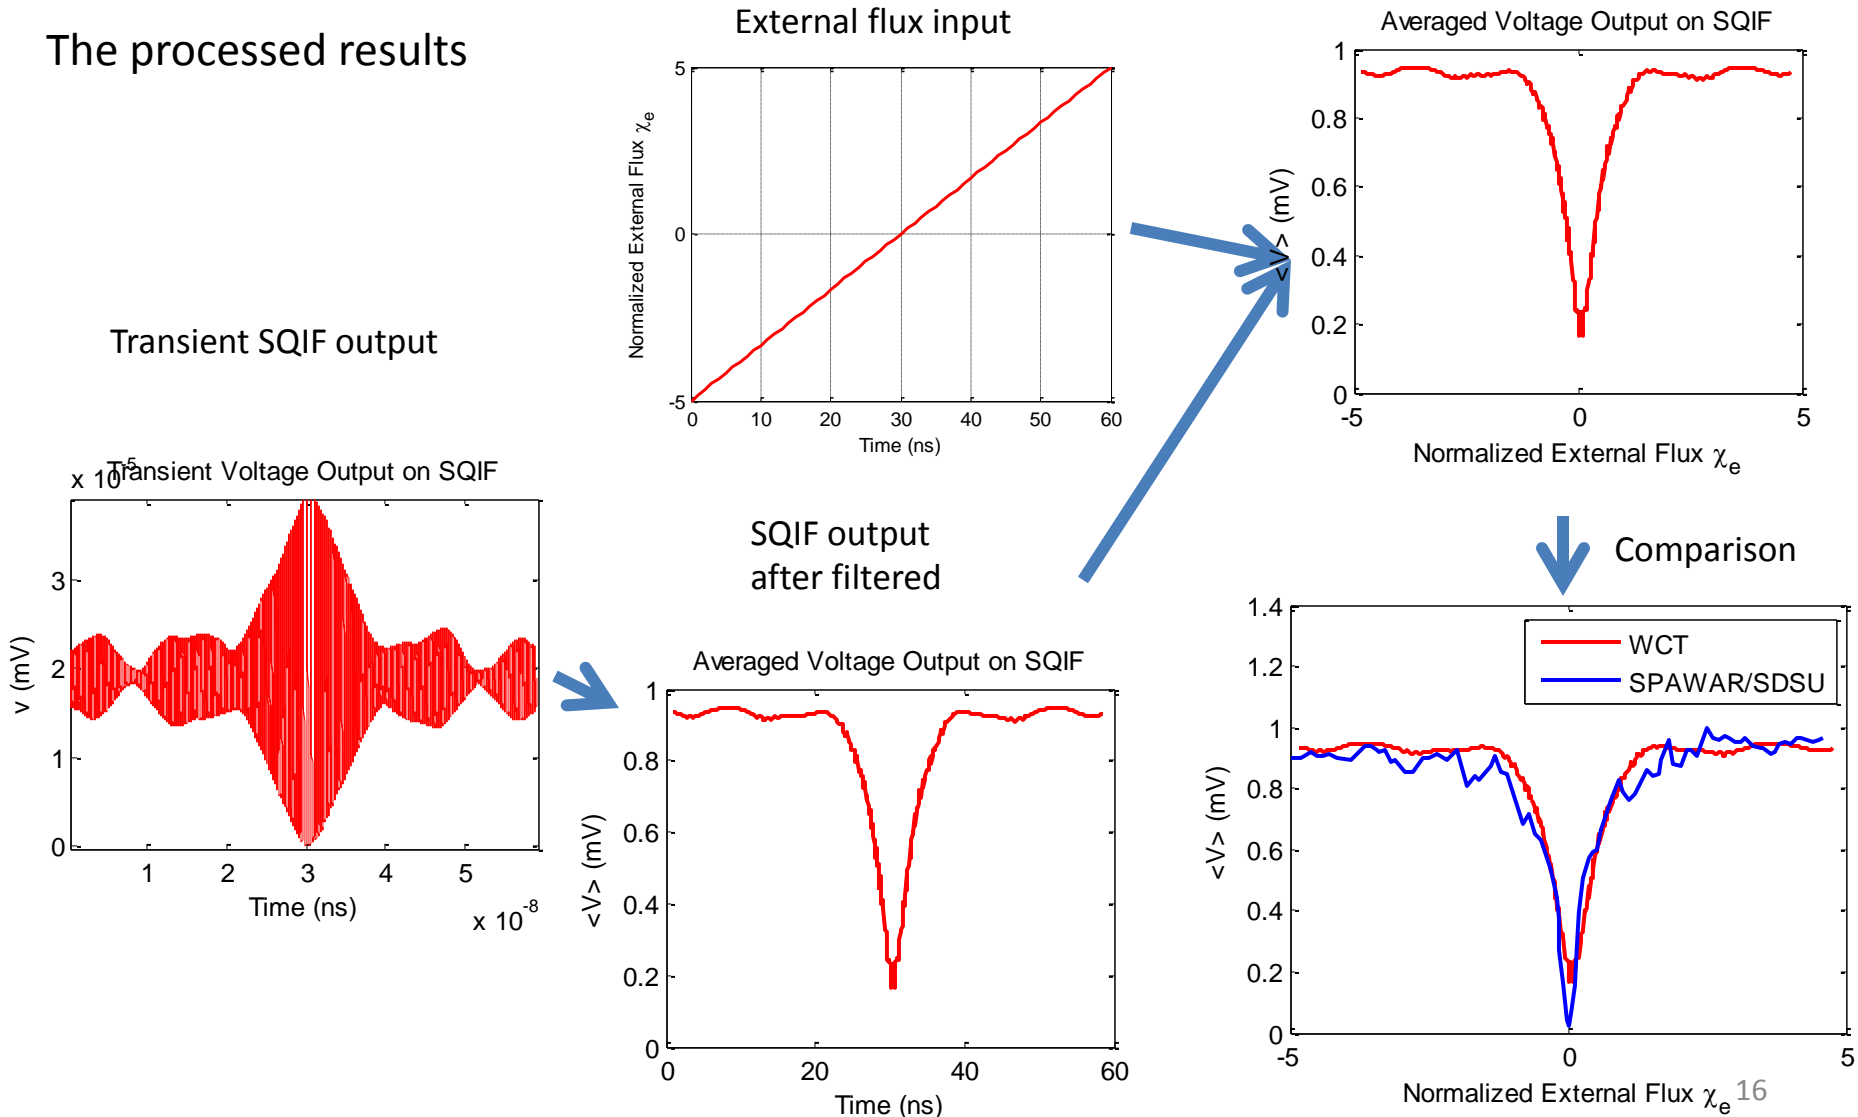 The processed results
External flux input
5
0
-5
Normalized External Flux χe
0 10 20 30 40 50 60
Time (ns)
Averaged Voltage Output on SQIF
1
0.8
0.6
0.4
0.2
0
<V> (mV)
-5 0 5
Normalized External Flux χe
Transient SQIF output
x 10-5
Transient Voltage Output on SQIF
3
2
1
0
v (mV)
1 2 3 4 5
Time (ns)
x 10-8
SQIF output
after filtered
Averaged Voltage Output on SQIF
1
0.8
0.6
0.4
0.2
0
<V> (mV)
0 20 40 60
Time (ns)
Comparison
1.4
1.2
1
0.8
0.6
0.4
0.2
0
<V> (mV)
WCT
SPAWAR/SDSU
-5 0 5
Normalized External Flux χe
16